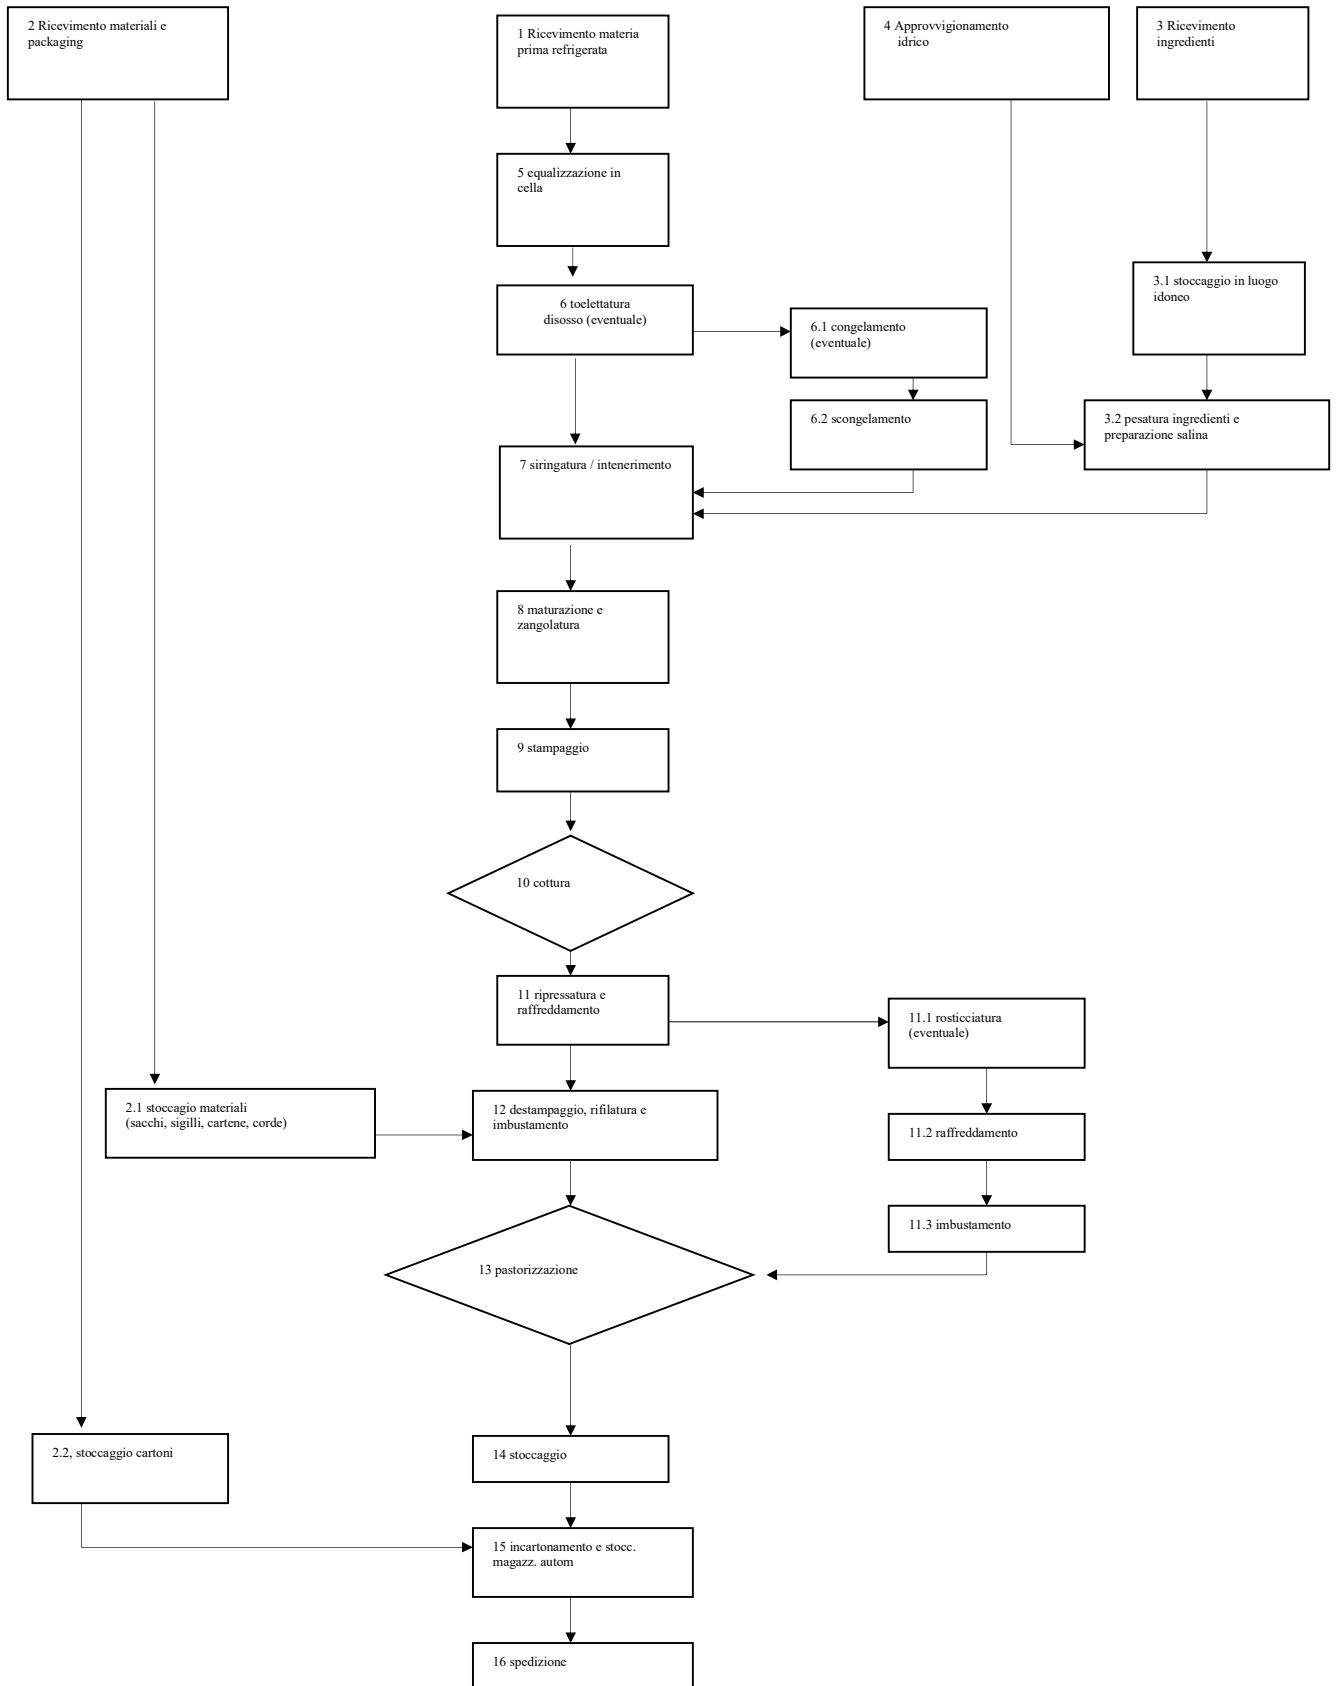 2 Ricevimento materiali e
packaging
1 Ricevimento materia
prima refrigerata
4 Approvvigionamento
idrico
3 Ricevimento
ingredienti
5 equalizzazione in
cella
3.1 stoccaggio in luogo
idoneo
6 toelettatura
disosso (eventuale)
6.1 congelamento
(eventuale)
6.2 scongelamento
3.2 pesatura ingredienti e
preparazione salina
7 siringatura / intenerimento
8 maturazione e
zangolatura
9 stampaggio
10 cottura
11 ripressatura e
raffreddamento
11.1 rosticciatura
(eventuale)
2.1 stoccagio materiali
(sacchi, sigilli, cartene, corde)
12 destampaggio, rifilatura e
imbustamento
11.2 raffreddamento
11.3 imbustamento
13 pastorizzazione
2.2, stoccaggio cartoni
14 stoccaggio
15 incartonamento e stocc.
magazz. autom
16 spedizione